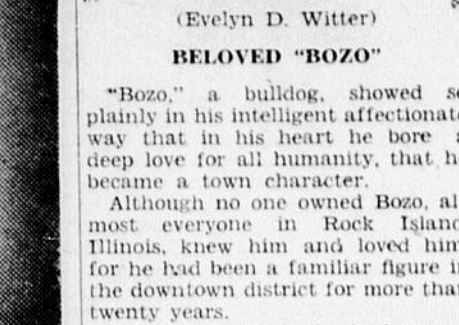 (Evelyn D. Witter)
BELOVED "BOZO"
"Bozo," a bulldog, showed s
plainly in his intelligent affectionat
way that in his heart he bore
deep love for all humanity, that h
became a town character.
Although no one owned Bozo, al
most everyone in Rock Island
Illinois, knew him and loved him
for he had been a familiar figure i
the downtown district for more tha
twenty years.